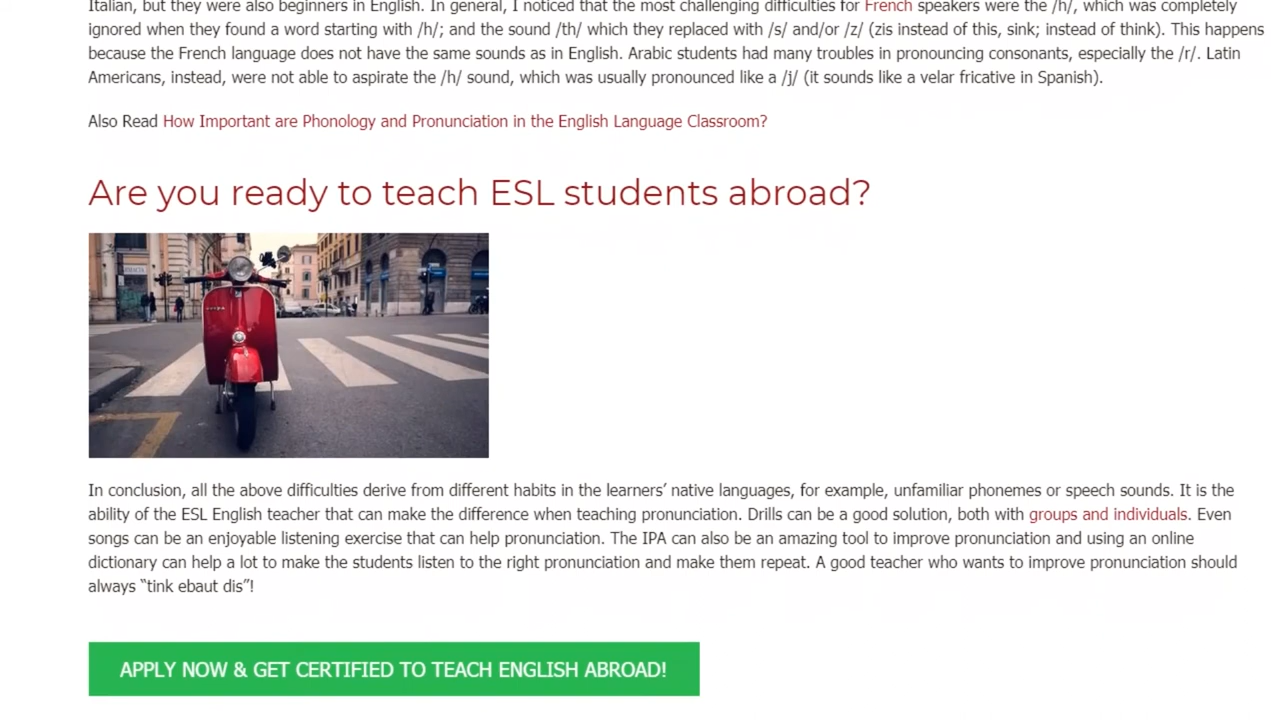 Italian, but they were also beginners in English. In general, I noticed that the most challenging difficulties for French speakers were the /h/, which was completely
ignored when they found a word starting with /h/; and the sound /th/ which they replaced with /s/ and/or /z/ (zis instead of this, sink; instead of think). This happens
because the French language does not have the same sounds as in English. Arabic students had many troubles in pronouncing consonants, especially the /r/. Latin
Americans, instead, were not able to aspirate the /h/ sound, which was usually pronounced like a /j/ (it sounds like a velar fricative in Spanish).
Also Read How Important are Phonology and Pronunciation in the English Language Classroom?
Are you ready to teach ESL students abroad?
In conclusion, all the above difficulties derive from different habits in the learners’ native languages, for example, unfamiliar phonemes or speech sounds. It is the
ability of the ESL English teacher that can make the difference when teaching pronunciation. Drills can be a good solution, both with groups and individuals. Even
songs can be an enjoyable listening exercise that can help pronunciation. The IPA can also be an amazing tool to improve pronunciation and using an online
dictionary can help a lot to make the students listen to the right pronunciation and make them repeat. A good teacher who wants to improve pronunciation should
always “tink ebaut dis”!
APPLY NOW & GET CERTIFIED TO TEACH ENGLISH ABROAD!